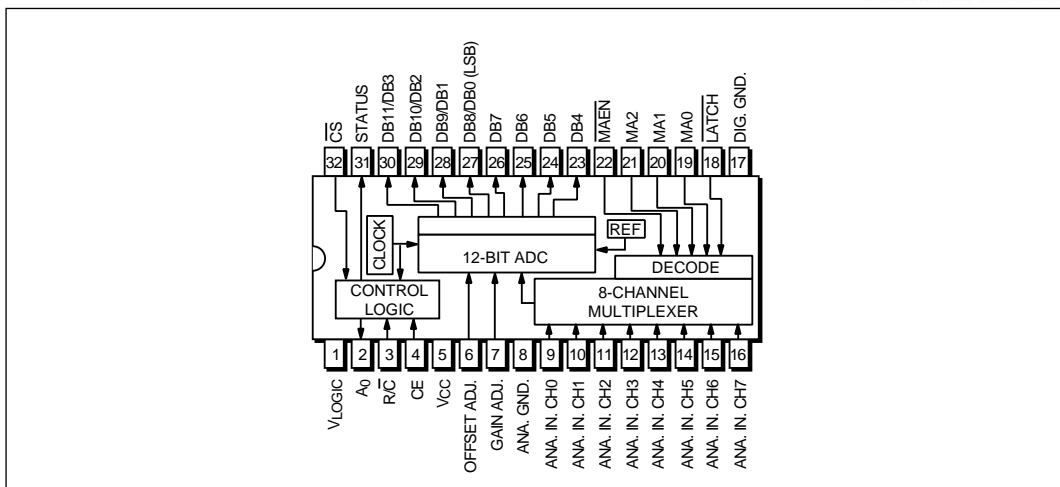 CS
STATUS
DB11/DB3
DB10/DB2
DB9/DB1
DB8/DB0 (LSB)
DB7
DB6
DB5
DB4
MAEN
MA2
MA1
MA0
LATCH
DIG. GND.
32
31
30
29
28
27
26
25
24
23
22
21
20
19
18
17
CLOCK
REF
12-BIT ADC
DECODE
CONTROL
LOGIC
8-CHANNEL
MULTIPLEXER
1
2
3
4
5
6
7
8
9
10
11
12
13
14
15
16
VLOGIC
A0
R/C
CE
VCC
OFFSET ADJ.
GAIN ADJ.
ANA. GND.
ANA. IN. CH0
ANA. IN. CH1
ANA. IN. CH2
ANA. IN. CH3
ANA. IN. CH4
ANA. IN. CH5
ANA. IN. CH6
ANA. IN. CH7